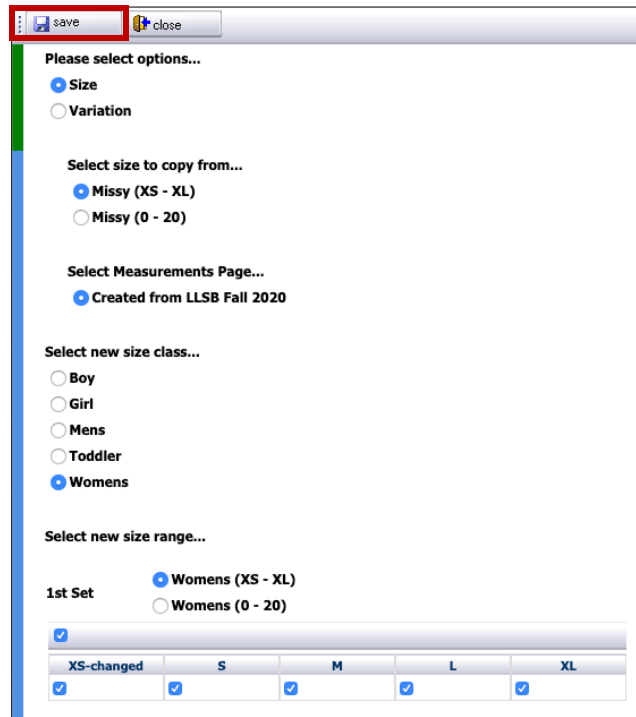 save close
Please select options...
Size
Variation
Select size to copy from...
Missy (XS - XL)
Missy (0 - 20)
Select Measurements Page...
Created from LLSB Fall 2020
Select new size class...
Boy
Girl
Mens
Toddler
Womens
Select new size range...
1st Set
Womens (XS - XL)
Womens (0 - 20)
XS-changed S M L XL